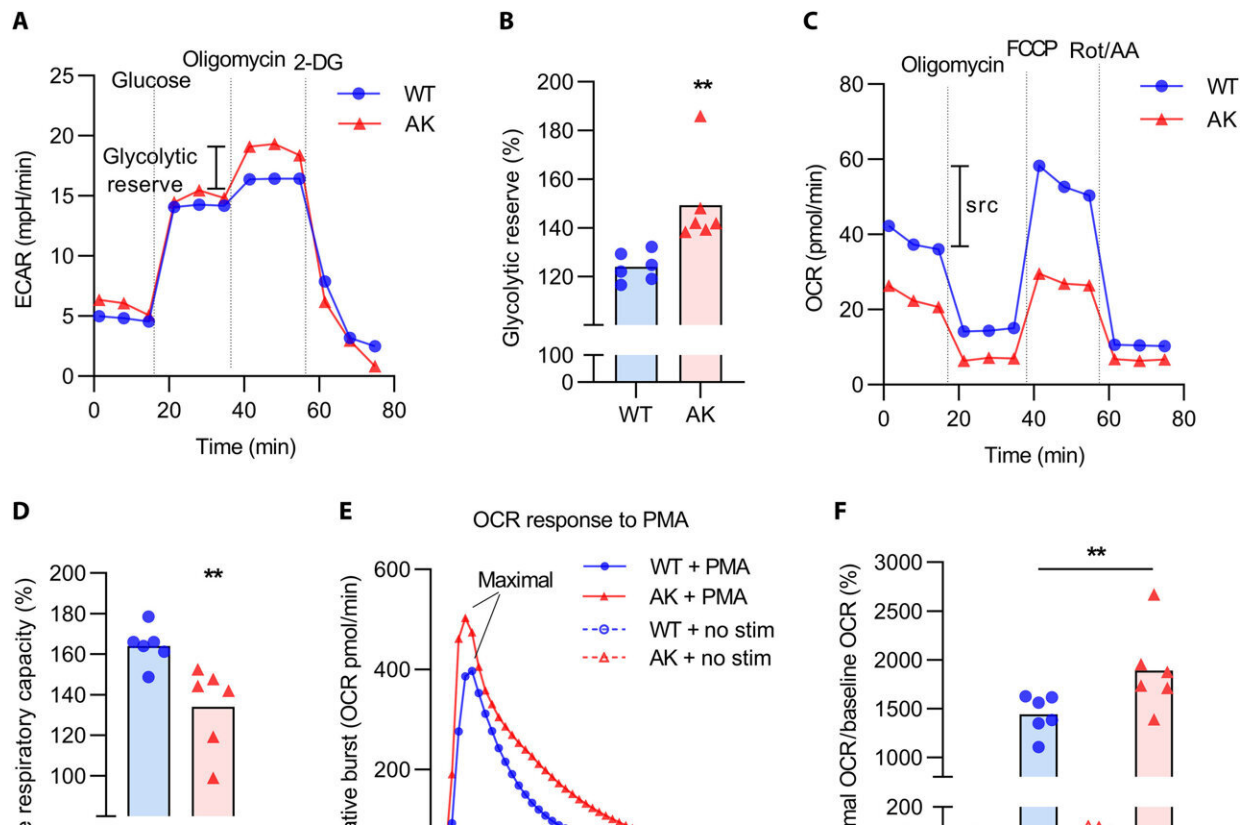 A
Oligomycin 2-DG
Glucose
WT
AK
Glycolytic
reserve
ECAR (mpH/min)
25
20
15
10
5
0
0 20 40 60 80
Time (min)
B
**
Glycolytic reserve (%)
200
180
160
140
120
100
0
WT AK
C
FCCP Rot/AA
Oligomycin
WT
AK
src
OCR (pmol/min)
80
60
40
20
0
0 20 40 60 80
Time (min)
D
**
respiratory capacity (%)
200
180
160
140
120
100
E
OCR response to PMA
Maximal
WT + PMA
AK + PMA
WT + no stim
AK + no stim
burst (OCR pmol/min)
600
400
200
F
**
OCR/baseline OCR (%)
3000
2500
2000
1500
1000
200